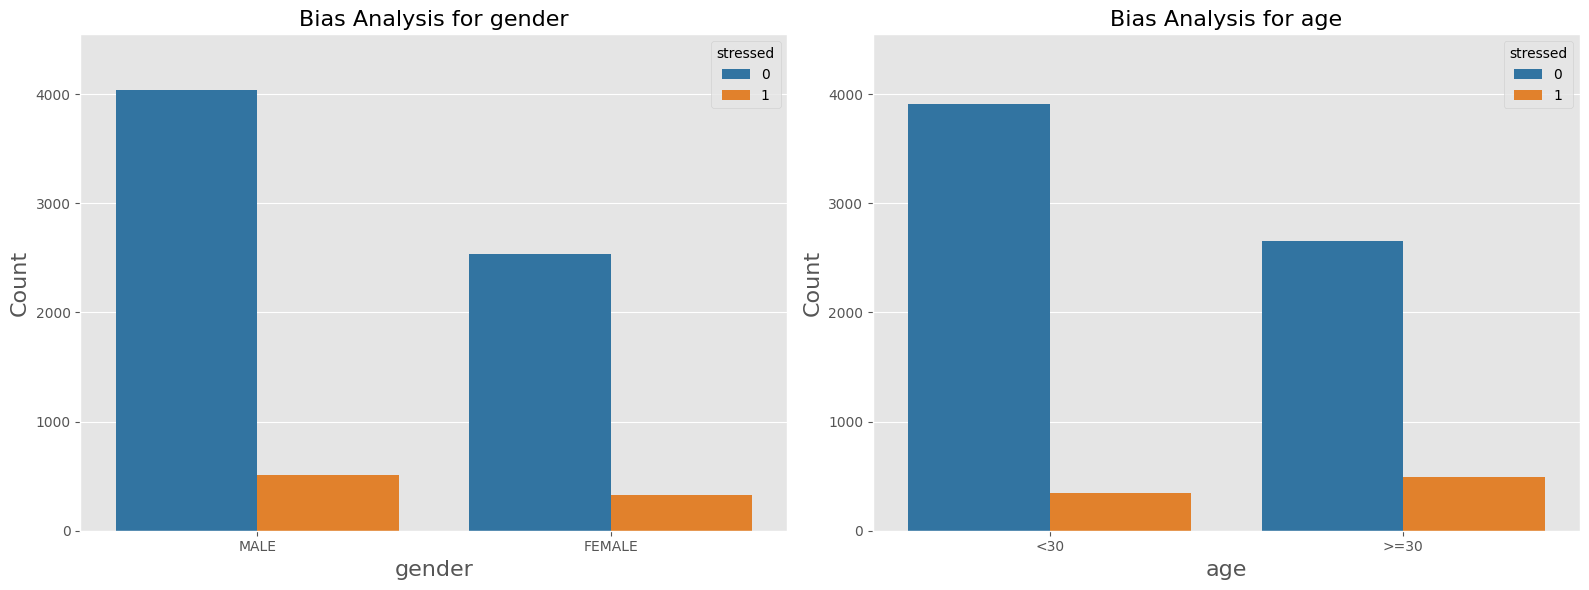 Bias Analysis for gender
stressed
0
1
4000
3000
2000
1000
0
Count
MALE FEMALE
gender
Bias Analysis for age
stressed
0
1
4000
3000
2000
1000
0
Count
<30 >=30
age